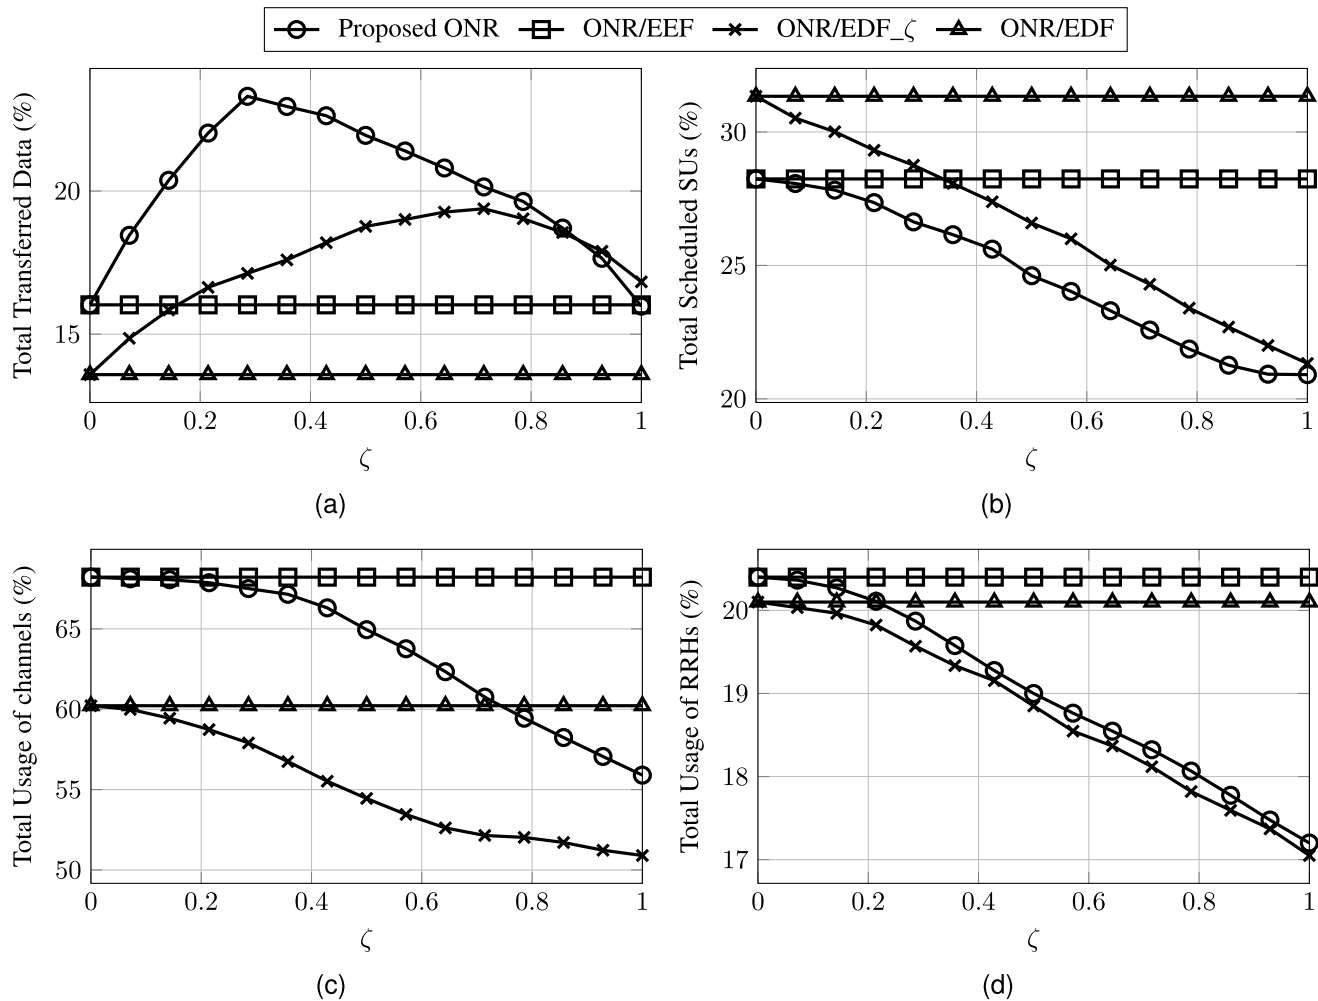 Proposed ONR ONR/EEF ONR/EDF_ζ ONR/EDF
Total Transferred Data (%)
20
15
0 0.2 0.4 0.6 0.8 1
ζ
(a)
Total Scheduled SUs (%)
30
25
20
0 0.2 0.4 0.6 0.8 1
ζ
(b)
Total Usage of channels (%)
65
60
55
50
0 0.2 0.4 0.6 0.8 1
ζ
(c)
Total Usage of RRHs (%)
20
19
18
17
0 0.2 0.4 0.6 0.8 1
ζ
(d)